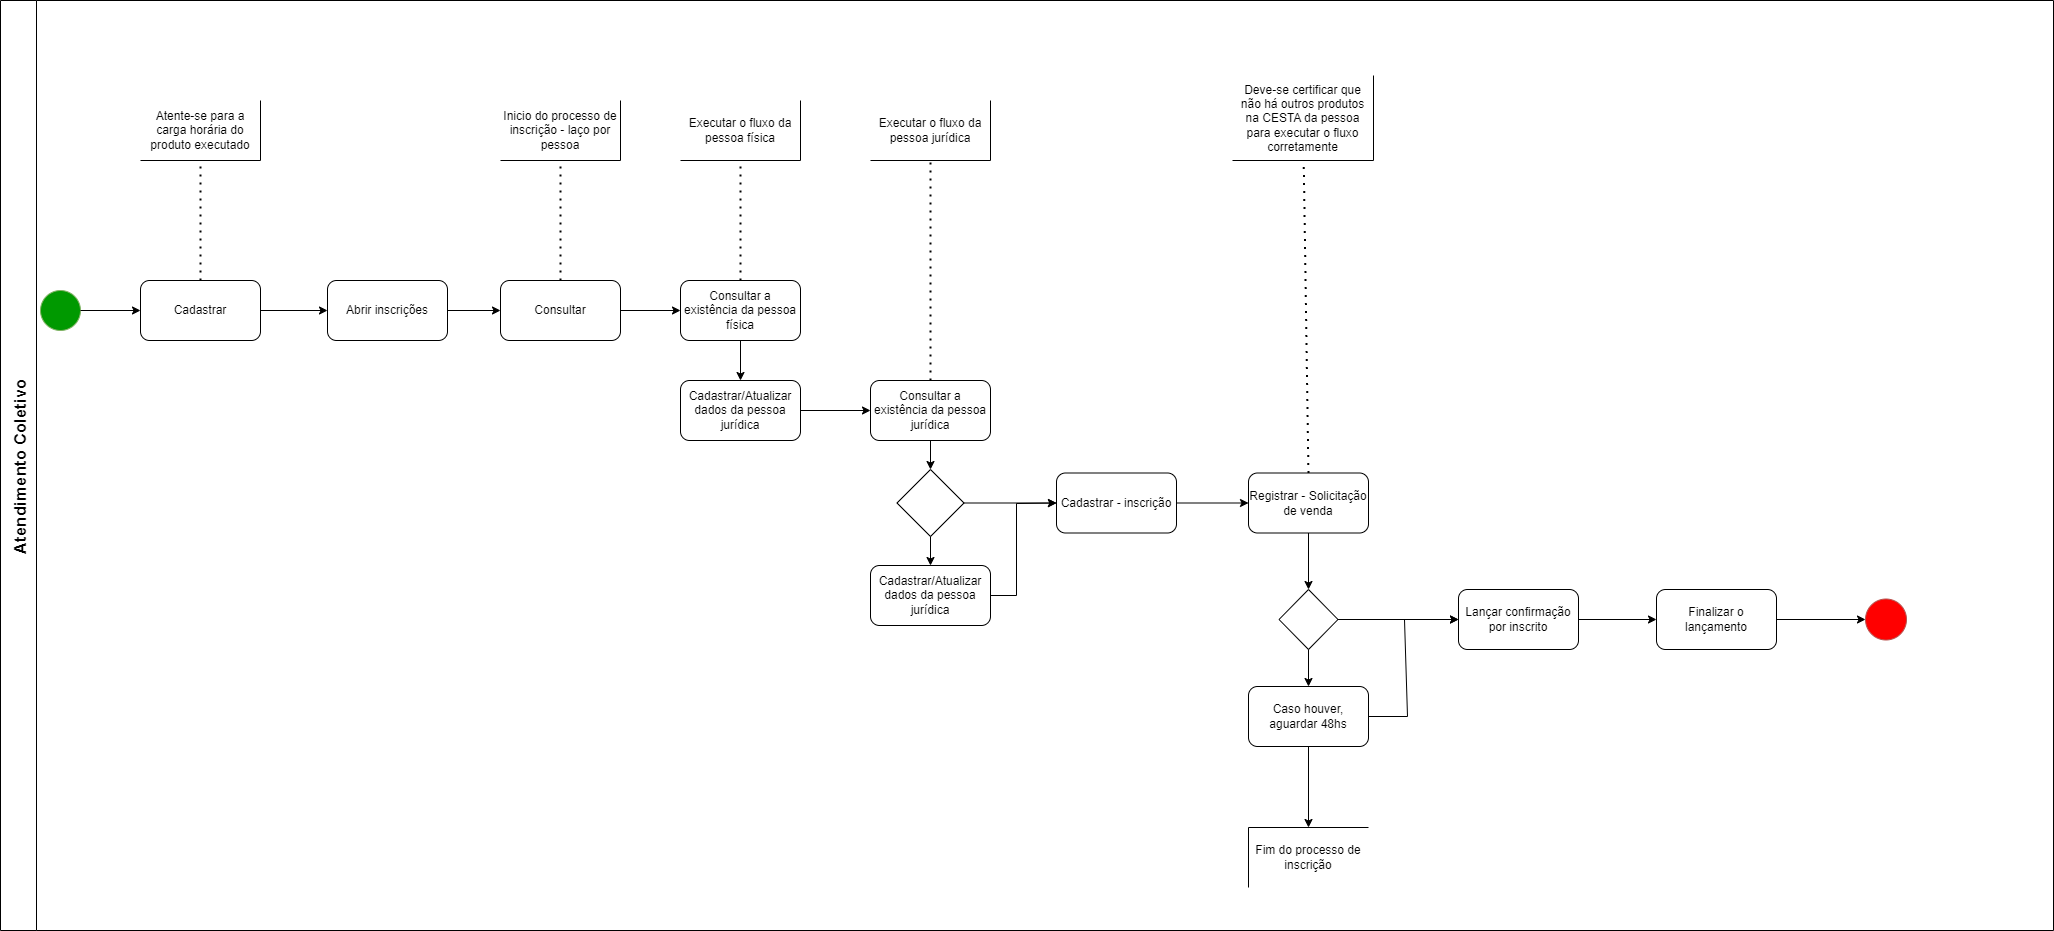 Atendimento Coletivo
Atente-se para a
carga horária do
produto executado
Inicio do processo de
inscrição - laço por
pessoa
Executar o fluxo da
pessoa física
Executar o fluxo da
pessoa jurídica
Deve-se certificar que
não há outros produtos
na CESTA da pessoa
para executar o fluxo
corretamente
Cadastrar
Abrir inscrições
Consultar
Consultar a
existência da pessoa
física
Cadastrar/Atualizar
dados da pessoa
jurídica
Consultar a
existência da pessoa
jurídica
Cadastrar - inscrição
Registrar - Solicitação
de venda
Cadastrar/Atualizar
dados da pessoa
jurídica
Lançar confirmação
por inscrito
Finalizar o
lançamento
Caso houver,
aguardar 48hs
Fim do processo de
inscrição